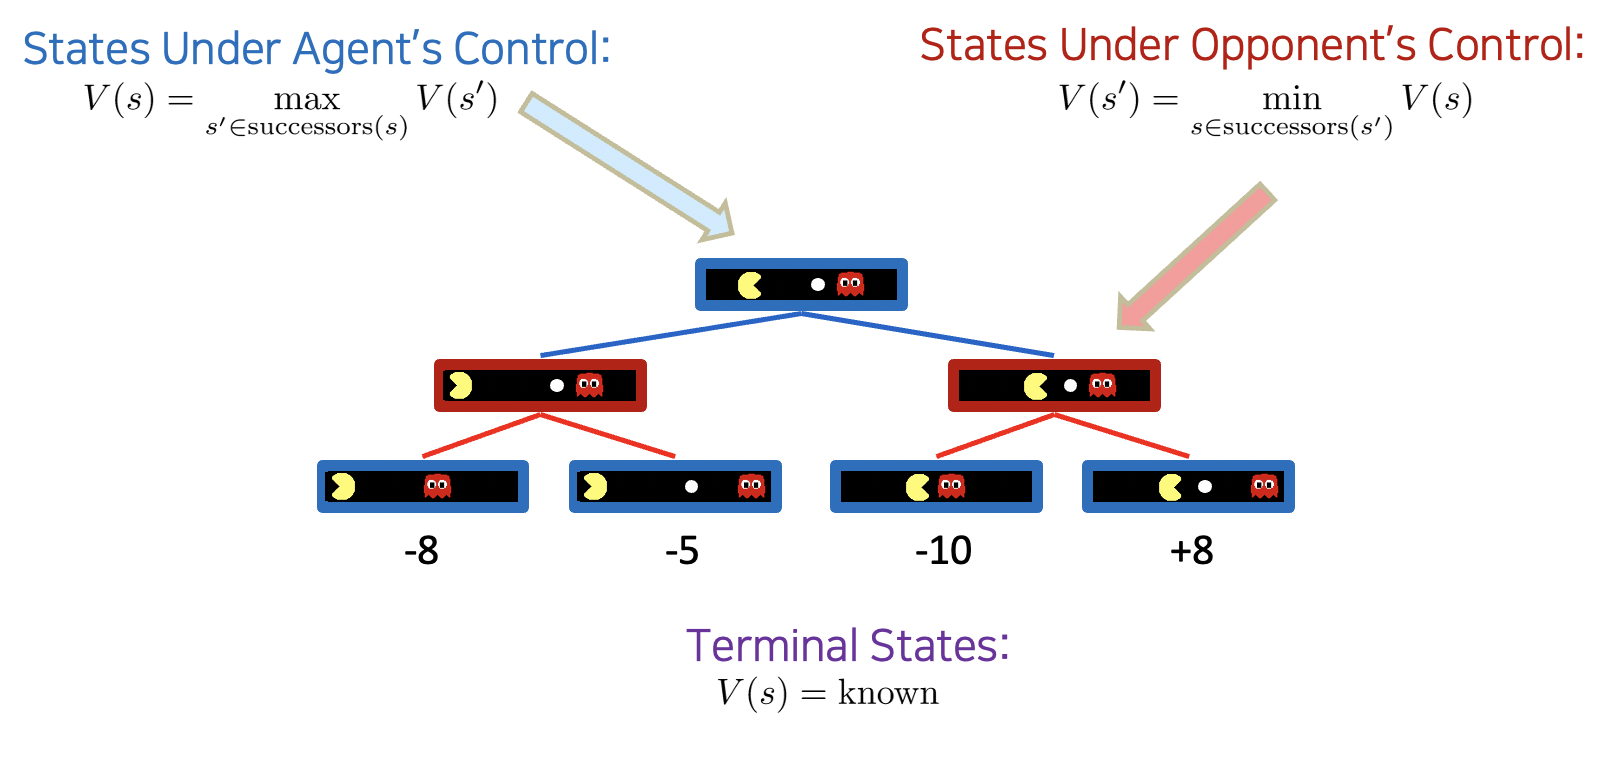 States Under Agent's Control:
V(s) = max V(s′)
s′∈successors(s)
States Under Opponent's Control:
V(s′) = min V(s)
s∈successors(s′)
-8 -5 -10 +8
Terminal States:
V(s) = known